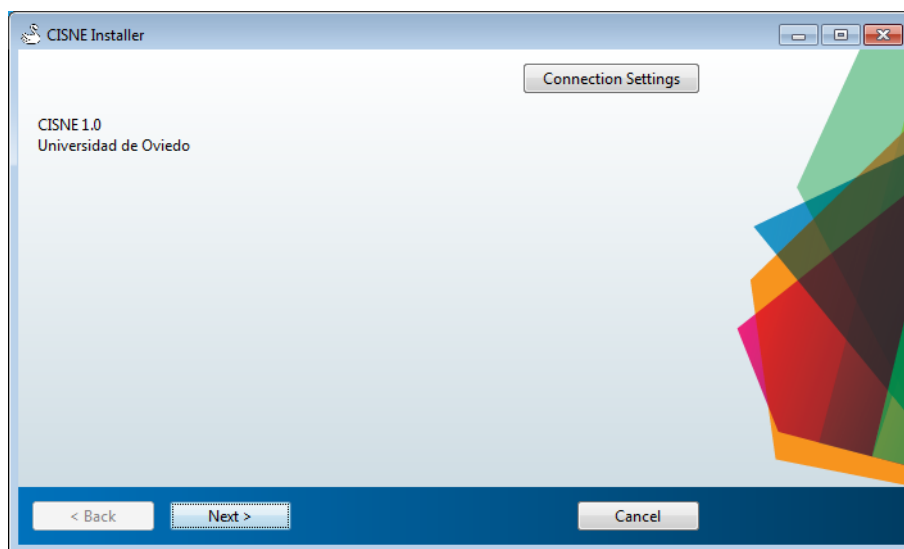 CISNE Installer
Connection Settings
CISNE 1.0
Universidad de Oviedo
< Back
Next >
Cancel